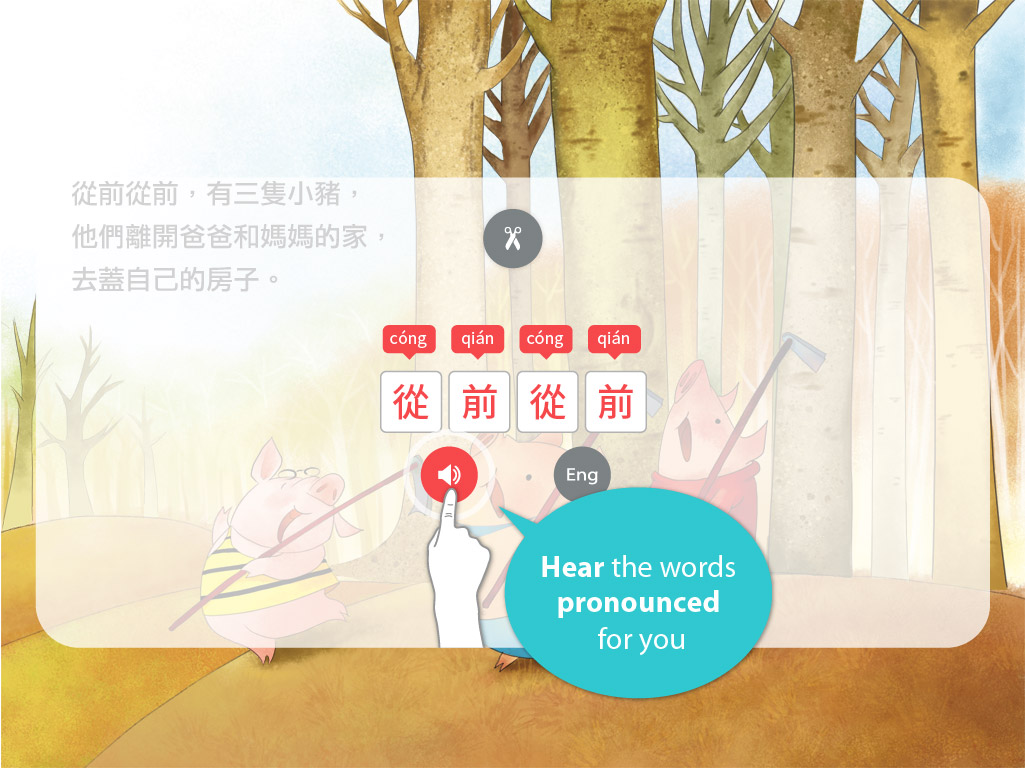 從前從前，有三隻小豬，
他們離開爸爸和媽媽的家，
去蓋自己的房子。
cóng qián cóng qián
從 前 從 前
Eng
Hear the words
pronounced
for you